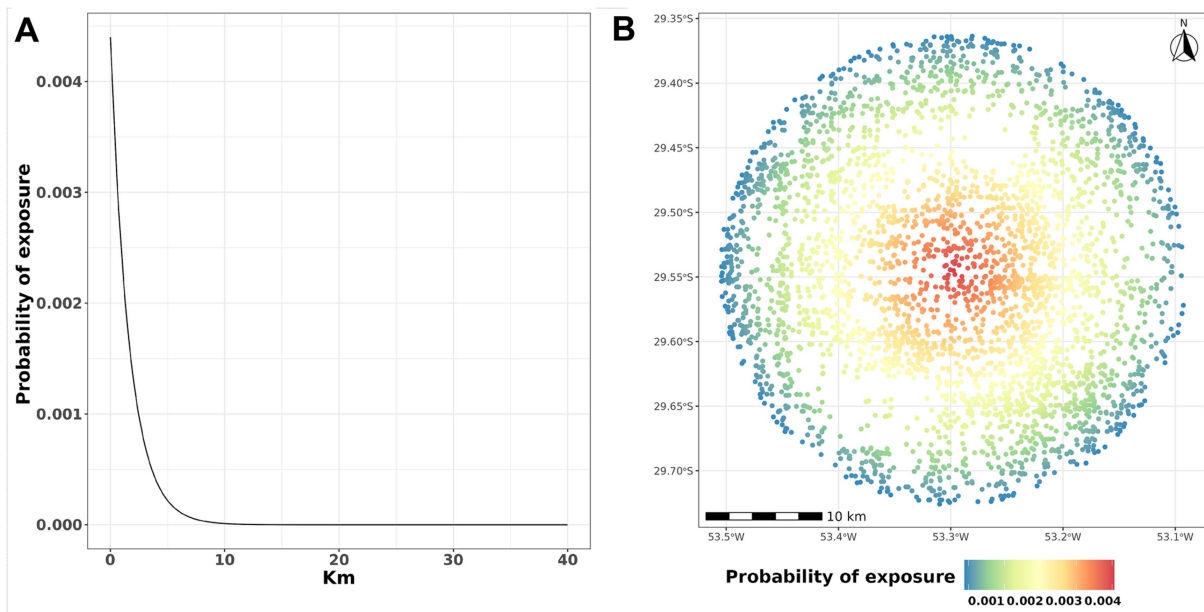 A
Probability of exposure
0.004
0.003
0.002
0.001
0.000
0
10
20
30
40
Km
B
N
29.35°S
29.40°S
29.45°S
29.50°S
29.55°S
29.60°S
29.65°S
29.70°S
10 km
53.5°W
53.4°W
53.3°W
53.2°W
53.1°W
Probability of exposure
0.001 0.002 0.003 0.004